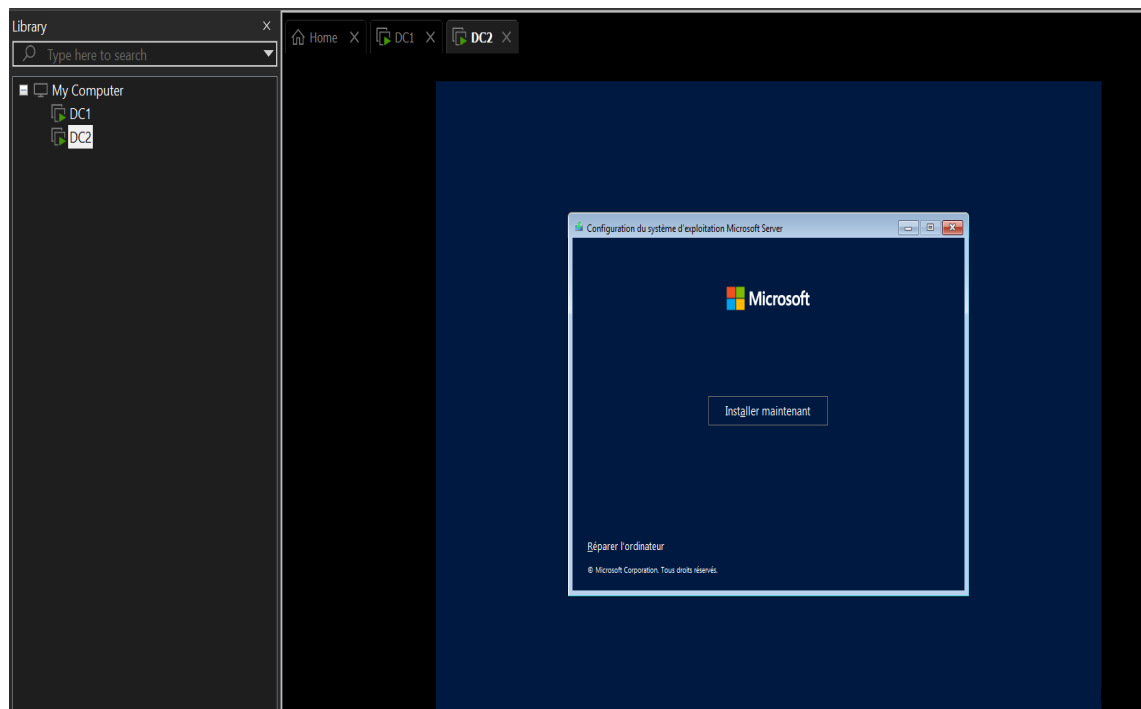 Library
Type here to search
My Computer
DC1
DC2
Home
DC1
DC2
Configuration du système d'exploitation Microsoft Server
Microsoft
Installer maintenant
Réparer l'ordinateur
© Microsoft Corporation. Tous droits réservés.